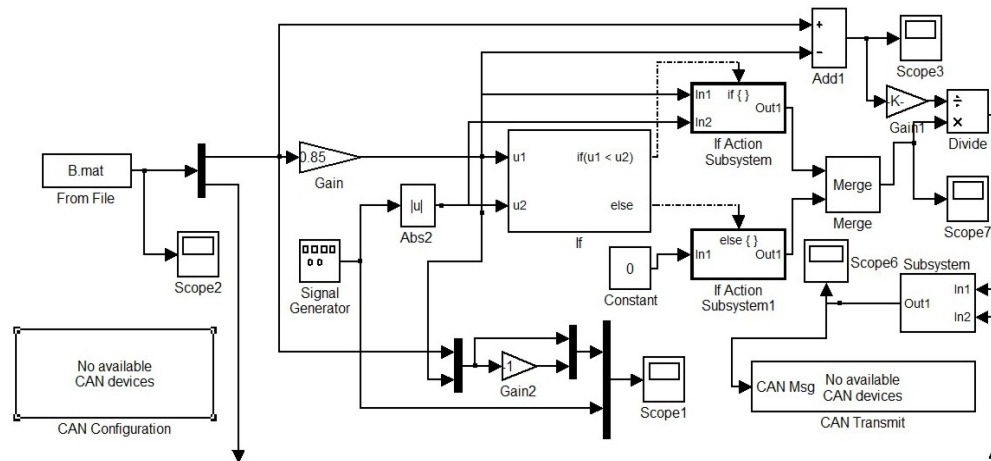 +
−
Add1
Scope3
-K-
Gain1
÷
×
Divide
In1
In2
if { }
Out1
If Action
Subsystem
B.mat
From File
0.85
Gain
u1
u2
if(u1 < u2)
else
If
|u|
Abs2
Merge
Merge
Scope7
Scope2
Signal
Generator
0
Constant
In1
else { }
Out1
If Action
Subsystem1
Scope6
Subsystem
Out1
In1
In2
No available
CAN devices
CAN Configuration
-1
Gain2
Scope1
CAN Msg
No available
CAN devices
CAN Transmit